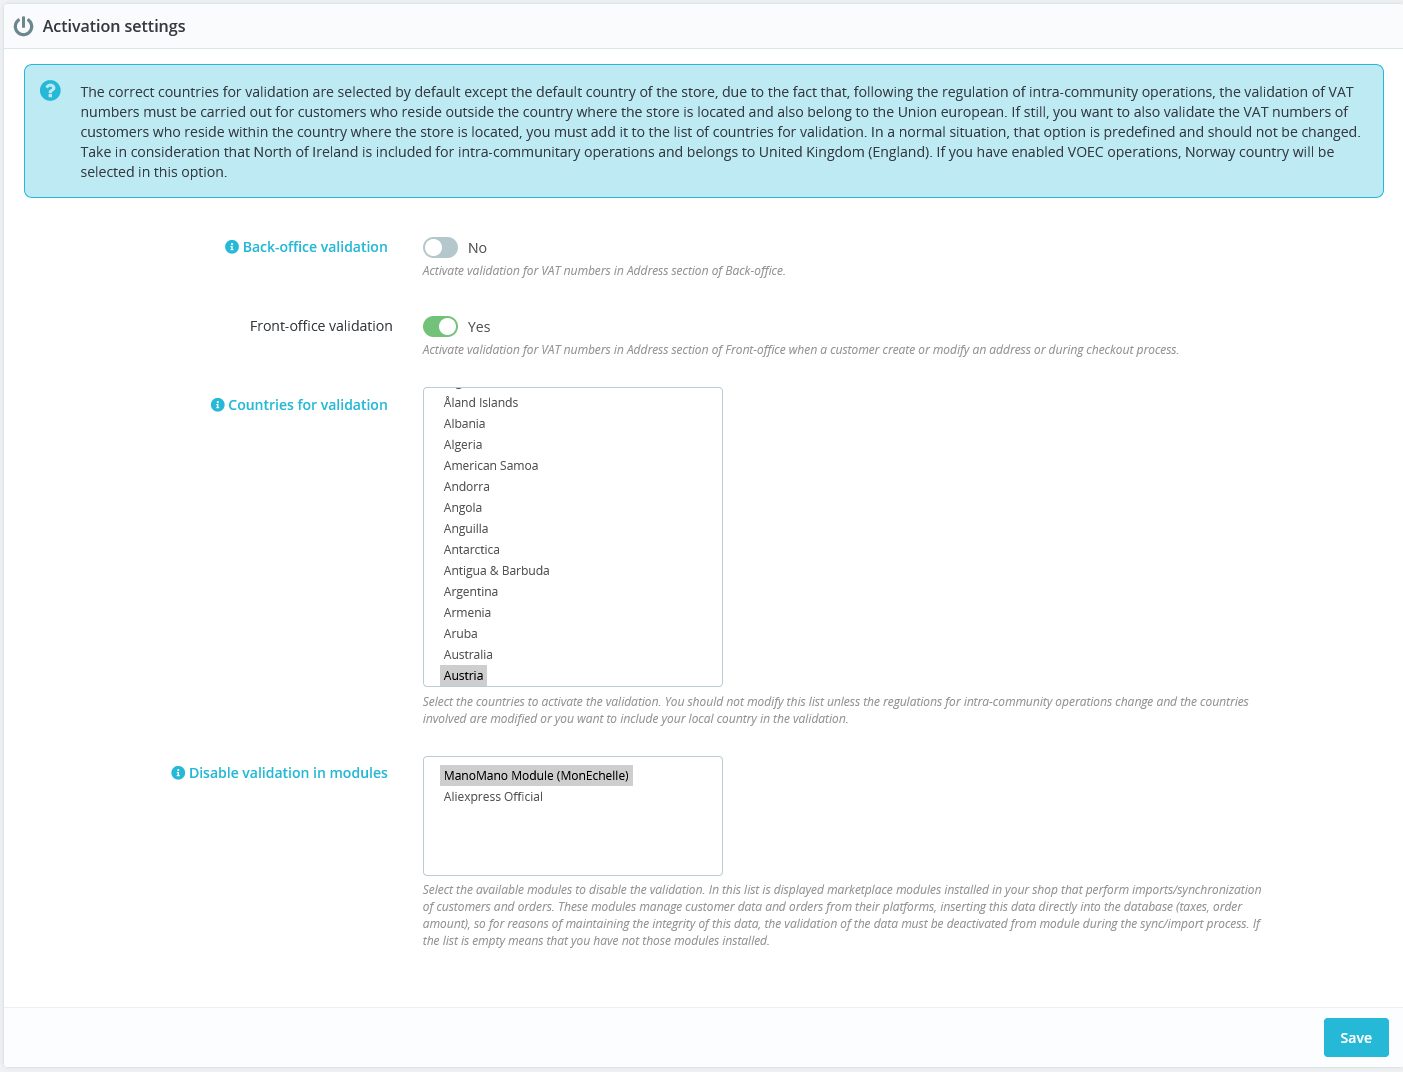 Activation settings
The correct countries for validation are selected by default except the default country of the store, due to the fact that, following the regulation of intra-community operations, the validation of VAT
numbers must be carried out for customers who reside outside the country where the store is located and also belong to the Union european. If still, you want to also validate the VAT numbers of
customers who reside within the country where the store is located, you must add it to the list of countries for validation. In a normal situation, that option is predefined and should not be changed.
Take in consideration that North of Ireland is included for intra-communitary operations and belongs to United Kingdom (England). If you have enabled VOEC operations, Norway country will be
selected in this option.
Back-office validation
No
Activate validation for VAT numbers in Address section of Back-office.
Front-office validation
Yes
Activate validation for VAT numbers in Address section of Front-office when a customer create or modify an address or during checkout process.
Countries for validation
Åland Islands
Albania
Algeria
American Samoa
Andorra
Angola
Anguilla
Antarctica
Antigua & Barbuda
Argentina
Armenia
Aruba
Australia
Austria
Select the countries to activate the validation. You should not modify this list unless the regulations for intra-community operations change and the countries
involved are modified or you want to include your local country in the validation.
Disable validation in modules
ManoMano Module (MonEchelle)
Aliexpress Official
Select the available modules to disable the validation. In this list is displayed marketplace modules installed in your shop that perform imports/synchronization
of customers and orders. These modules manage customer data and orders from their platforms, inserting this data directly into the database (taxes, order
amount), so for reasons of maintaining the integrity of this data, the validation of the data must be deactivated from module during the sync/import process. If
the list is empty means that you have not those modules installed.
Save